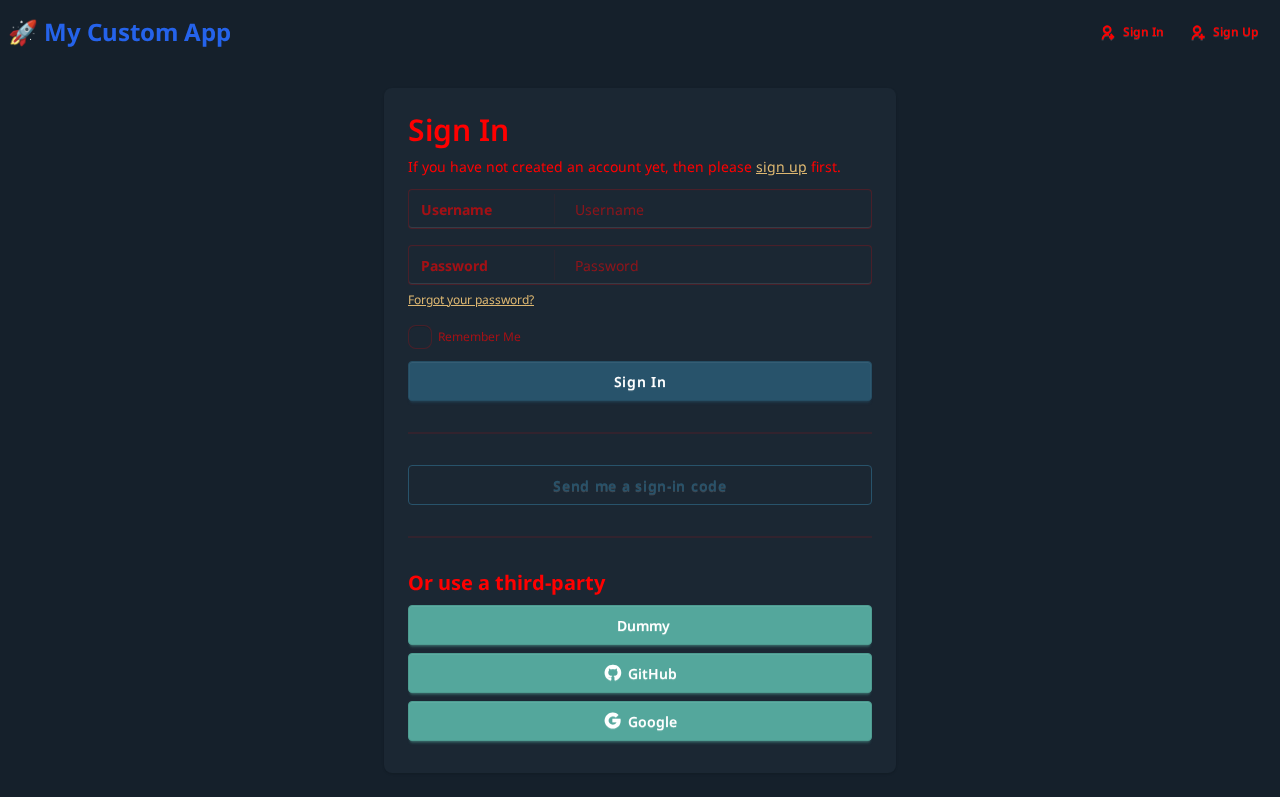 🚀 My Custom App
Sign In
Sign Up
Sign In
If you have not created an account yet, then please sign up first.
Username
Username
Password
Password
Forgot your password?
Remember Me
Sign In
Send me a sign-in code
Or use a third-party
Dummy
GitHub
Google